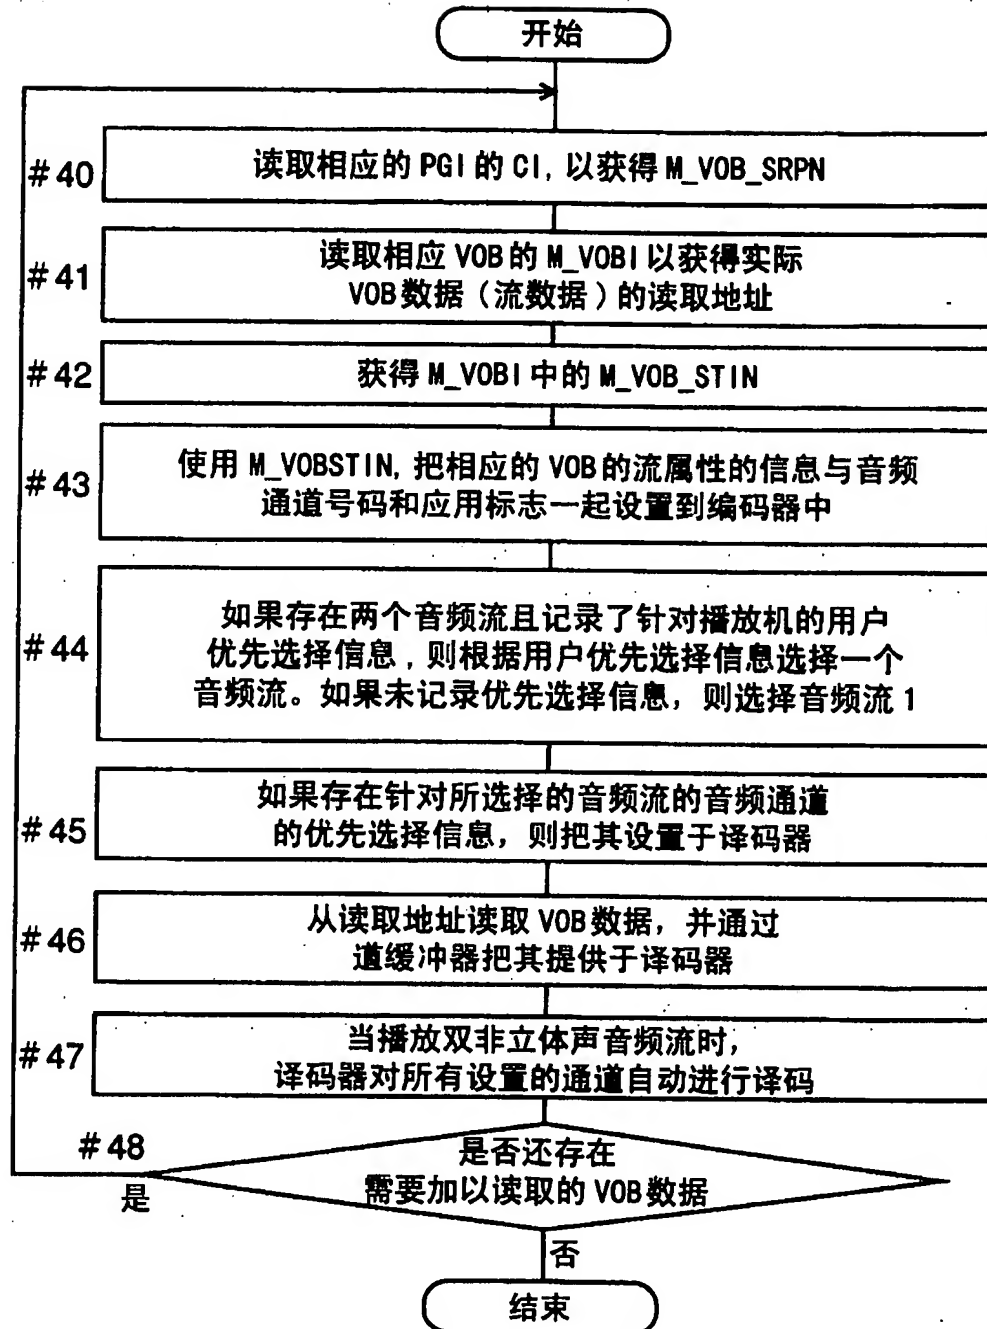 开始
#40
读取相应的 PGI 的 CI, 以获得 M_VOB_SRPN
#41
读取相应 VOB 的 M_VOBI 以获得实际
VOB 数据（流数据）的读取地址
#42
获得 M_VOBI 中的 M_VOB_STIN
#43
使用 M_VOBSTIN, 把相应的 VOB 的流属性的信息与音频
通道号码和应用标志一起设置到编码器中
#44
如果存在两个音频流且记录了针对播放机的用户
优先选择信息，则根据用户优先选择信息选择一个
音频流。如果未记录优先选择信息，则选择音频流 1
#45
如果存在针对所选择的音频流的音频通道
的优先选择信息，则把其设置于译码器
#46
从读取地址读取 VOB 数据，并通过
道缓冲器把其提供于译码器
#47
当播放双非立体声音频流时，
译码器对所有设置的通道自动进行译码
#48
是否还存在
需要加以读取的 VOB 数据
是
否
结束